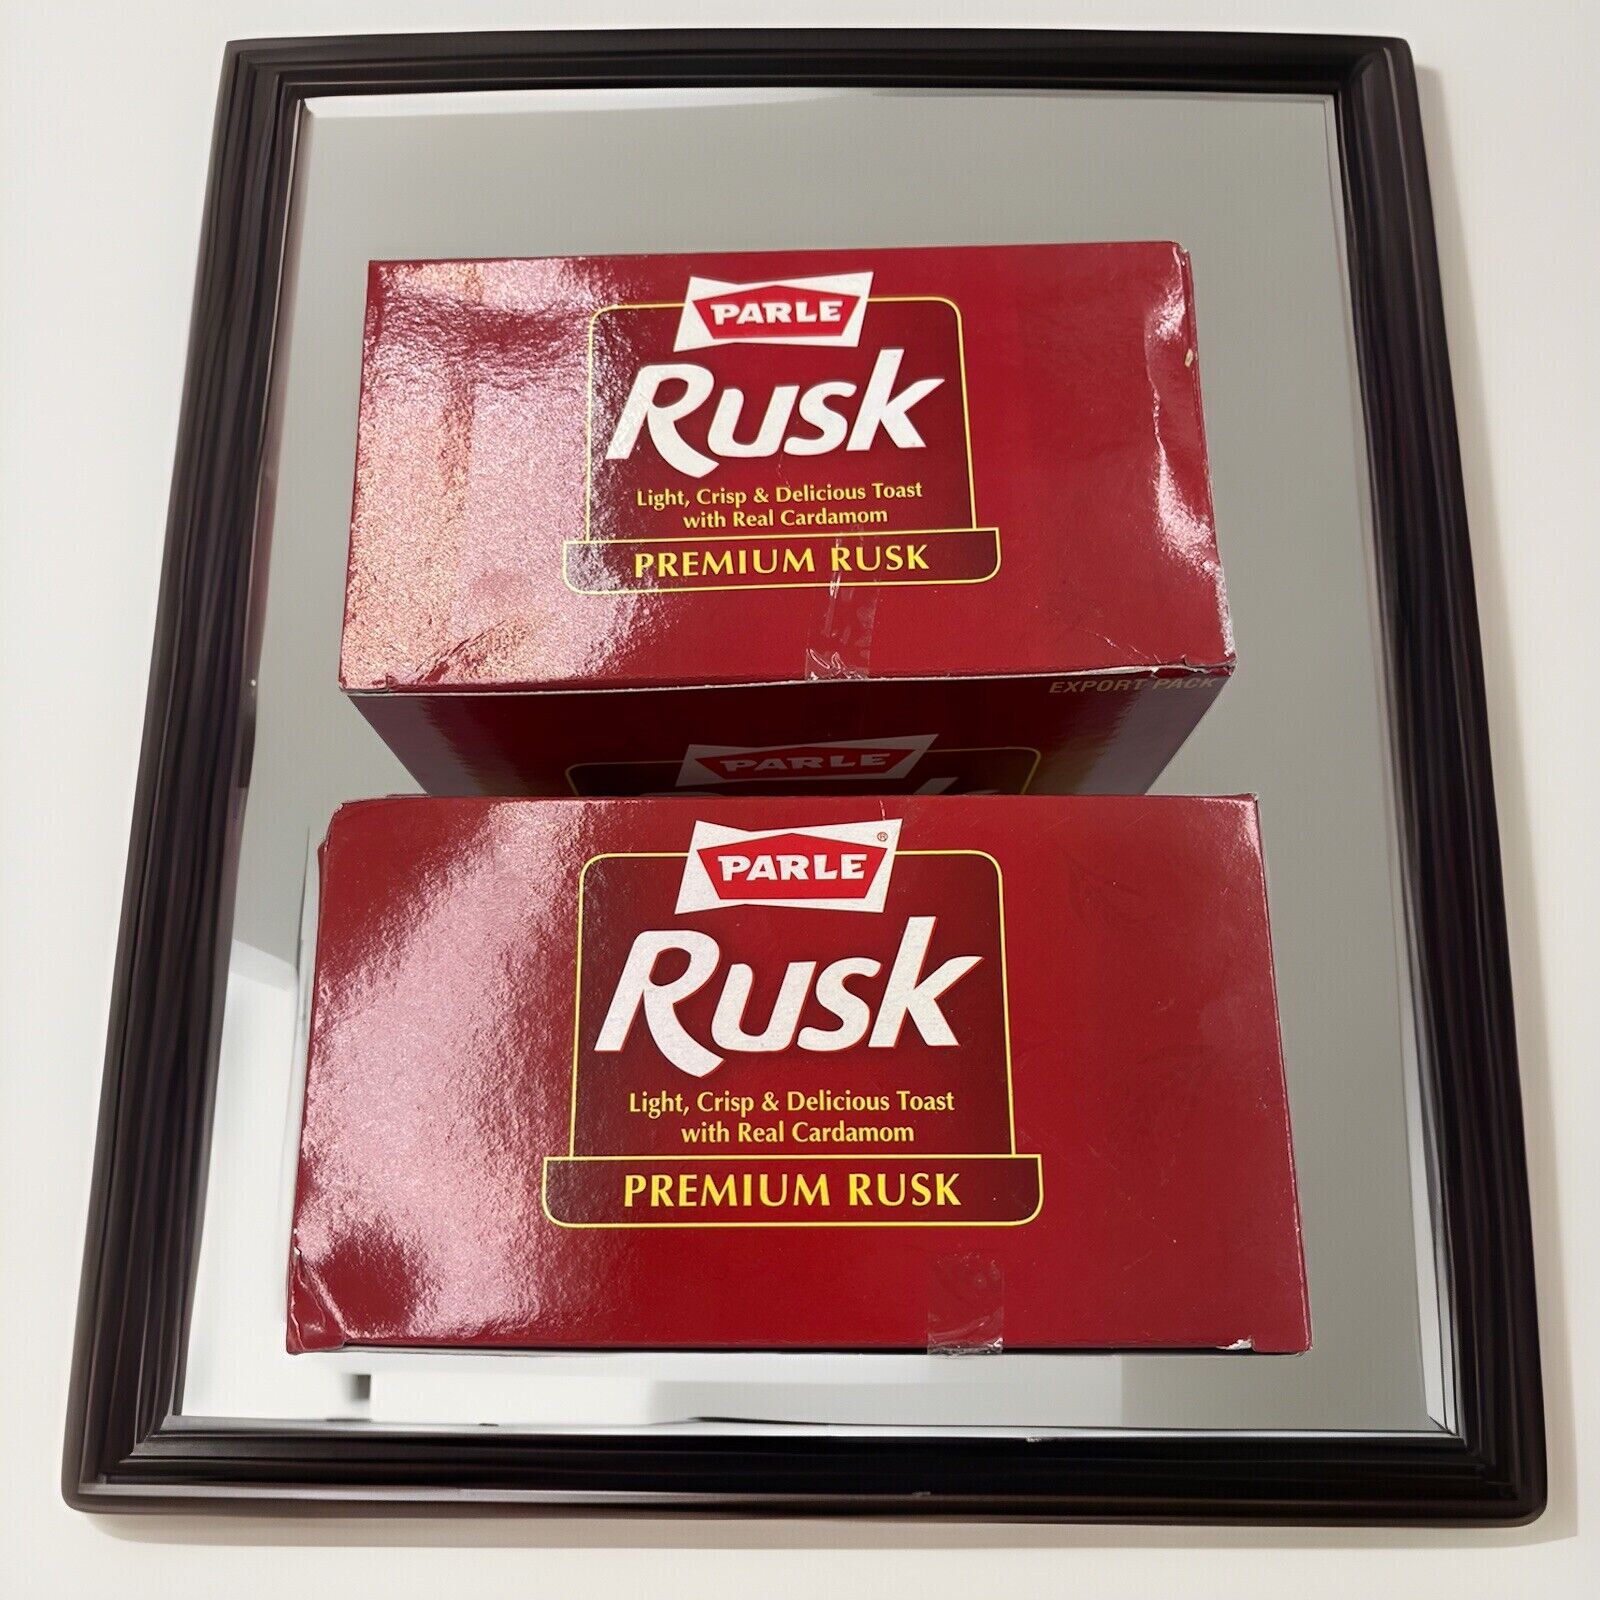 PARLE
Rusk
Light, Crisp & Delicious Toast
with Real Cardamom
PREMIUM RUSK
EXPORT PACK
PARLE
PARLE®
Rusk
Light, Crisp & Delicious Toast
with Real Cardamom
PREMIUM RUSK